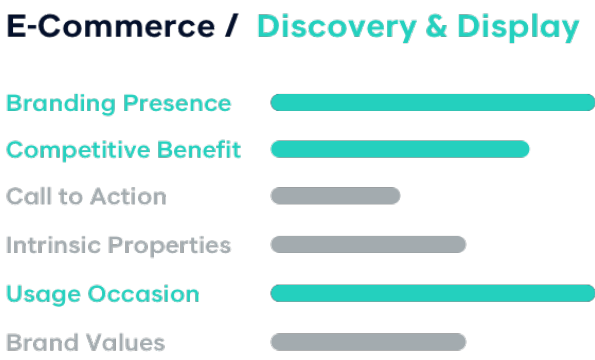 E-Commerce / Discovery & Display
Branding Presence
Competitive Benefit
Call to Action
Intrinsic Properties
Usage Occasion
Brand Values